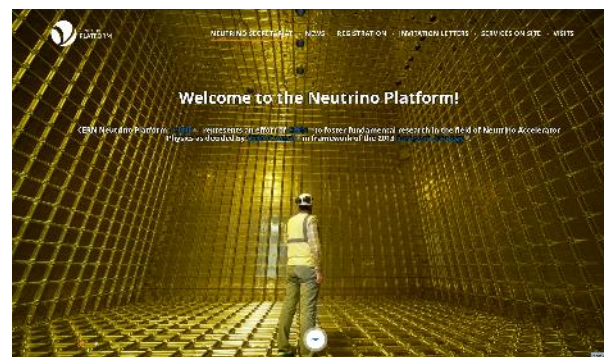 PLATFORM
NEUTRINO SECRETARIAT • NEWS • REGISTRATION • INVITATION LETTERS • SERVICES ON SITE • VISITS
Welcome to the Neutrino Platform!
CERN Neutrino Platform represents an effort of to foster fundamental research in the field of Neutrino Accelerator
Physics as decided by in framework of the 2013